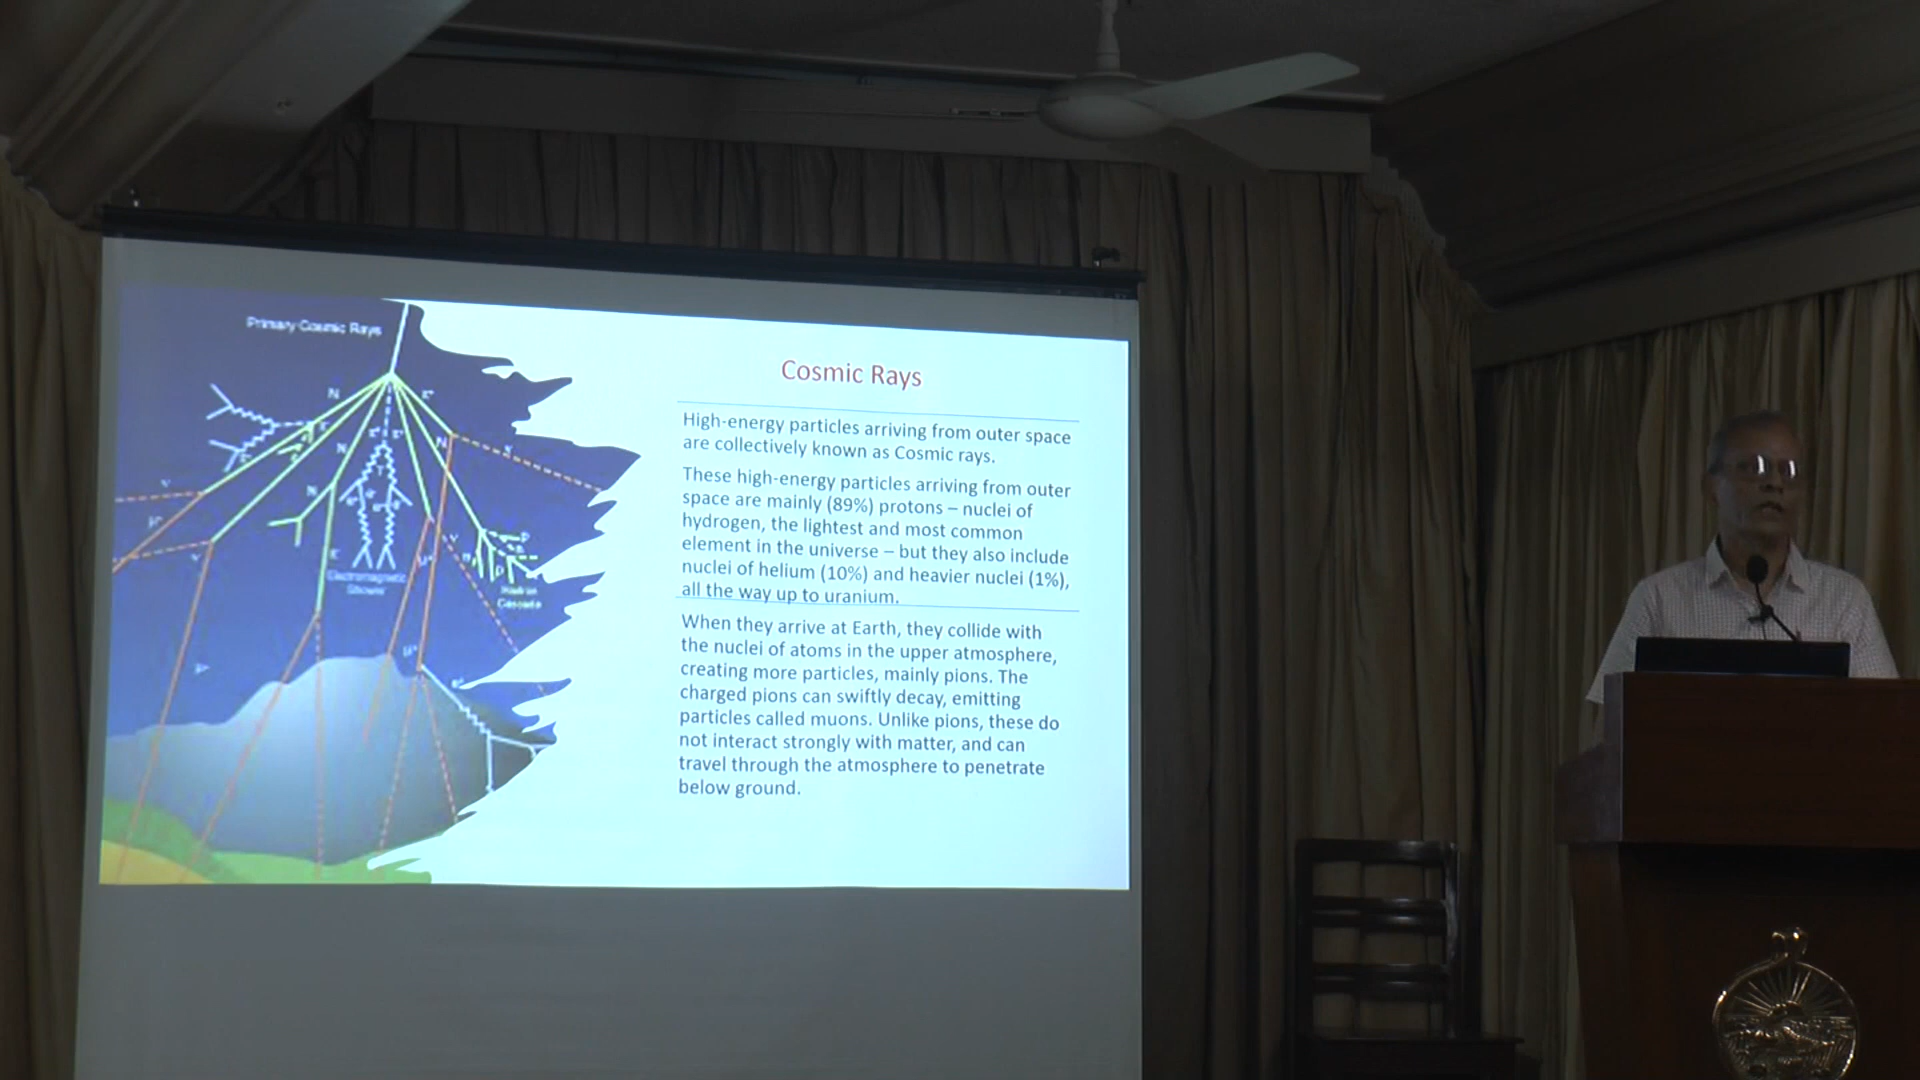 Primary Cosmic Rays
Cosmic Rays
High-energy particles arriving from outer space
are collectively known as Cosmic rays.
These high-energy particles arriving from outer
space are mainly (89%) protons – nuclei of
hydrogen, the lightest and most common
element in the universe – but they also include
nuclei of helium (10%) and heavier nuclei (1%),
all the way up to uranium.
When they arrive at Earth, they collide with
the nuclei of atoms in the upper atmosphere,
creating more particles, mainly pions. The
charged pions can swiftly decay, emitting
particles called muons. Unlike pions, these do
not interact strongly with matter, and can
travel through the atmosphere to penetrate
below ground.
Electromagnetic
Hadron
Cascade
N
N
N
N